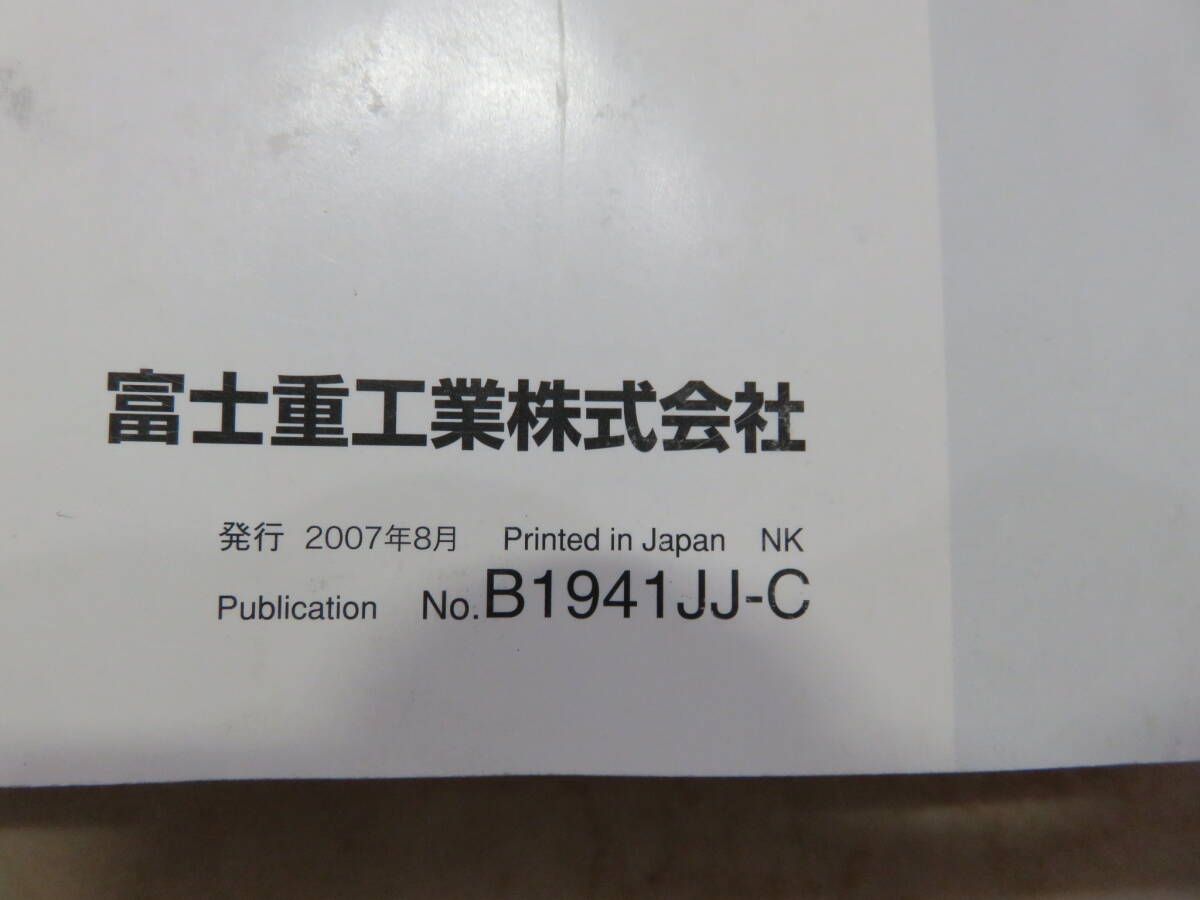 富士重工業株式会社
発行 2007年8月 Printed in Japan NK
Publication No.B1941JJ-C